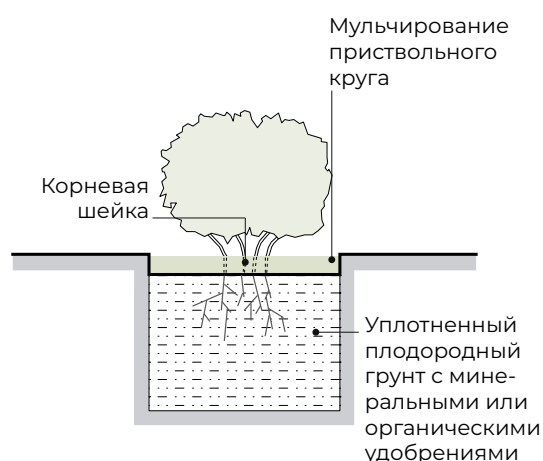 Мульчирование
приствольного
круга
Корневая
шейка
Уплотненный
плодородный
грунт с мине-
ральными или
органическими
удобрениями